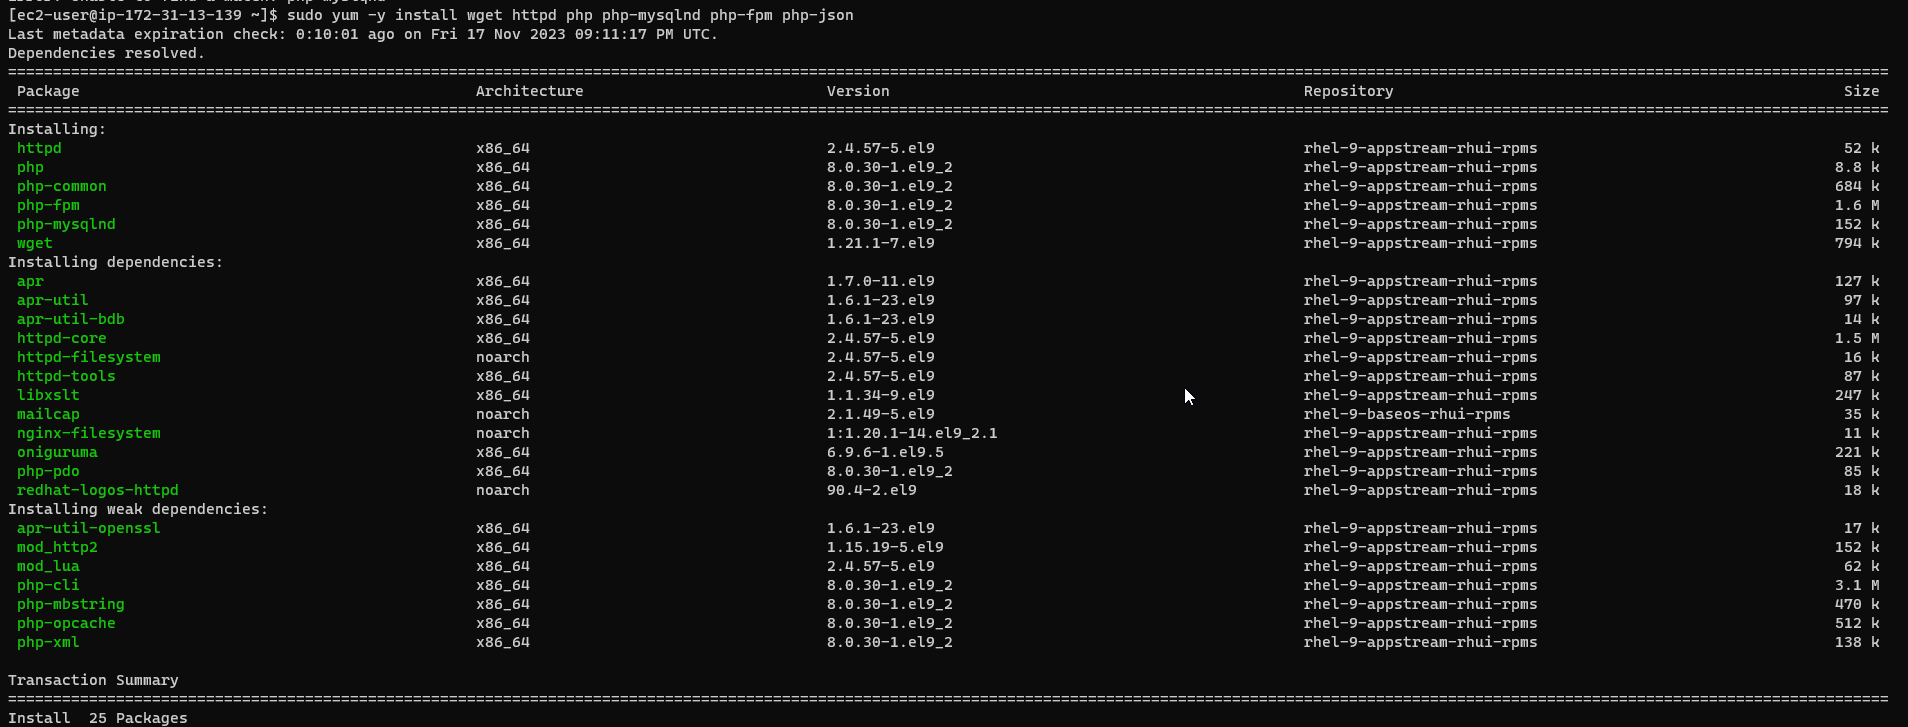 [ec2-user@ip-172-31-13-139 ~]$ sudo yum -y install wget httpd php php-mysqlnd php-fpm php-json
Last metadata expiration check: 0:10:01 ago on Fri 17 Nov 2023 09:11:17 PM UTC.
Dependencies resolved.
Package Architecture Version Repository Size
Installing:
httpd x86_64 2.4.57-5.el9 rhel-9-appstream-rhui-rpms 52 k
php x86_64 8.0.30-1.el9_2 rhel-9-appstream-rhui-rpms 8.8 k
php-common x86_64 8.0.30-1.el9_2 rhel-9-appstream-rhui-rpms 684 k
php-fpm x86_64 8.0.30-1.el9_2 rhel-9-appstream-rhui-rpms 1.6 M
php-mysqlnd x86_64 8.0.30-1.el9_2 rhel-9-appstream-rhui-rpms 152 k
wget x86_64 1.21.1-7.el9 rhel-9-appstream-rhui-rpms 794 k
Installing dependencies:
apr x86_64 1.7.0-11.el9 rhel-9-appstream-rhui-rpms 127 k
apr-util x86_64 1.6.1-23.el9 rhel-9-appstream-rhui-rpms 97 k
apr-util-bdb x86_64 1.6.1-23.el9 rhel-9-appstream-rhui-rpms 14 k
httpd-core x86_64 2.4.57-5.el9 rhel-9-appstream-rhui-rpms 1.5 M
httpd-filesystem noarch 2.4.57-5.el9 rhel-9-appstream-rhui-rpms 16 k
httpd-tools x86_64 2.4.57-5.el9 rhel-9-appstream-rhui-rpms 87 k
libxslt x86_64 1.1.34-9.el9 rhel-9-appstream-rhui-rpms 247 k
mailcap noarch 2.1.49-5.el9 rhel-9-baseos-rhui-rpms 35 k
nginx-filesystem noarch 1:1.20.1-14.el9_2.1 rhel-9-appstream-rhui-rpms 11 k
oniguruma x86_64 6.9.6-1.el9.5 rhel-9-appstream-rhui-rpms 221 k
php-pdo x86_64 8.0.30-1.el9_2 rhel-9-appstream-rhui-rpms 85 k
redhat-logos-httpd noarch 90.4-2.el9 rhel-9-appstream-rhui-rpms 18 k
Installing weak dependencies:
apr-util-openssl x86_64 1.6.1-23.el9 rhel-9-appstream-rhui-rpms 17 k
mod_http2 x86_64 1.15.19-5.el9 rhel-9-appstream-rhui-rpms 152 k
mod_lua x86_64 2.4.57-5.el9 rhel-9-appstream-rhui-rpms 62 k
php-cli x86_64 8.0.30-1.el9_2 rhel-9-appstream-rhui-rpms 3.1 M
php-mbstring x86_64 8.0.30-1.el9_2 rhel-9-appstream-rhui-rpms 470 k
php-opcache x86_64 8.0.30-1.el9_2 rhel-9-appstream-rhui-rpms 512 k
php-xml x86_64 8.0.30-1.el9_2 rhel-9-appstream-rhui-rpms 138 k
Transaction Summary
Install 25 Packages